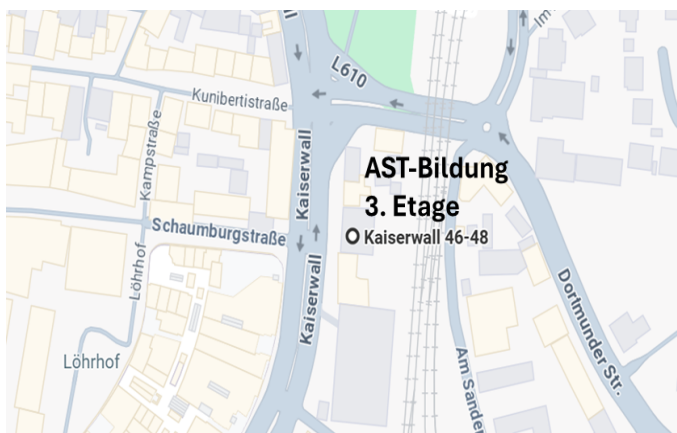 L610
Kunibertistraße
Kampstraße
Kaiserwall
AST-Bildung
3. Etage
Schaumburgstraße
Kaiserwall 46-48
Löhrhof
Kaiserwall
Dortmunder Str.
Löhrhof
Am Sander
Im